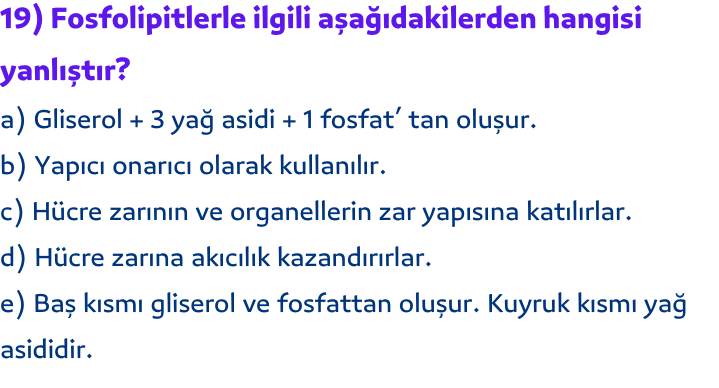 19) Fosfolipitlerle ilgili aşağıdakilerden hangisi
yanlıştır?
a) Gliserol + 3 yağ asidi + 1 fosfat’ tan oluşur.
b) Yapıcı onarıcı olarak kullanılır.
c) Hücre zarının ve organellerin zar yapısına katılırlar.
d) Hücre zarına akıcılık kazandırırlar.
e) Baş kısmı gliserol ve fosfattan oluşur. Kuyruk kısmı yağ
asididir.